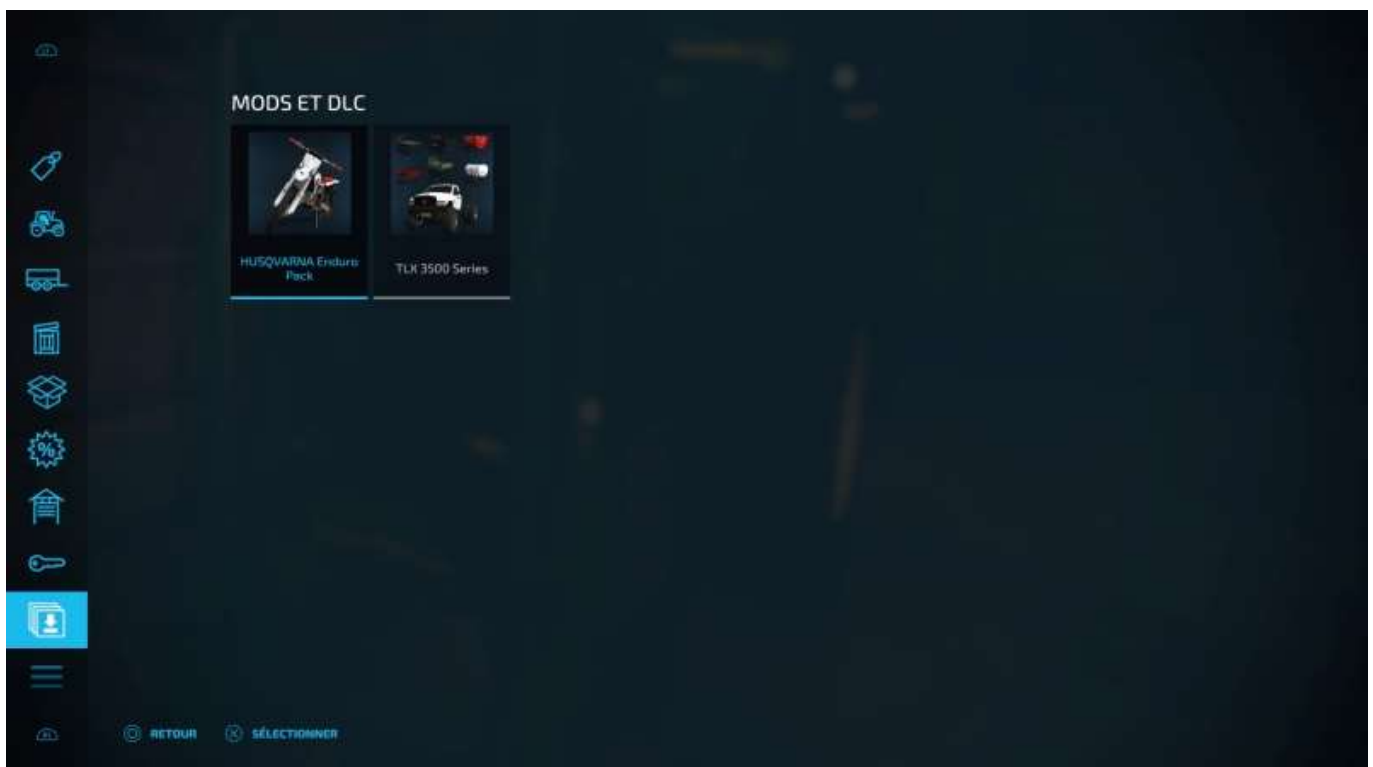 MODS ET DLC
HUSQVARNA Enduro
Pack
TLX 3500 Series
RETOUR
SÉLECTIONNER